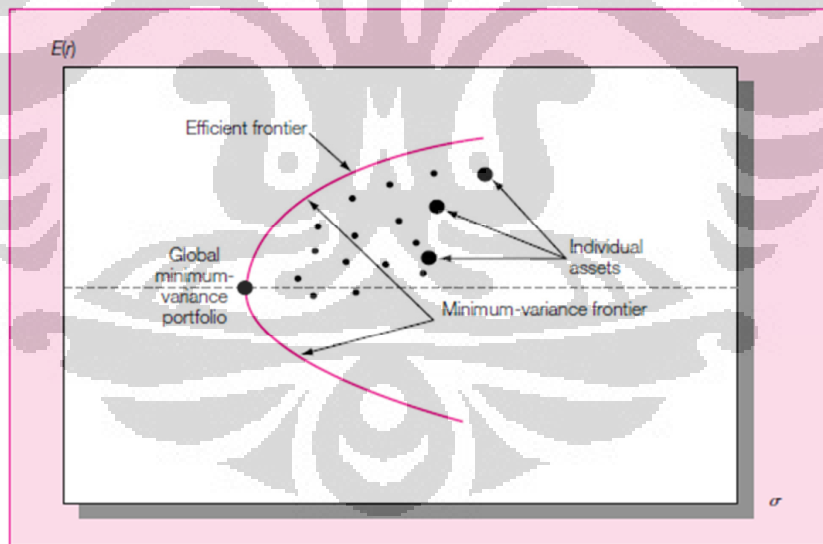 E(r)
Efficient frontier
Global
minimum-
variance
portfolio
Individual
assets
Minimum-variance frontier
σ